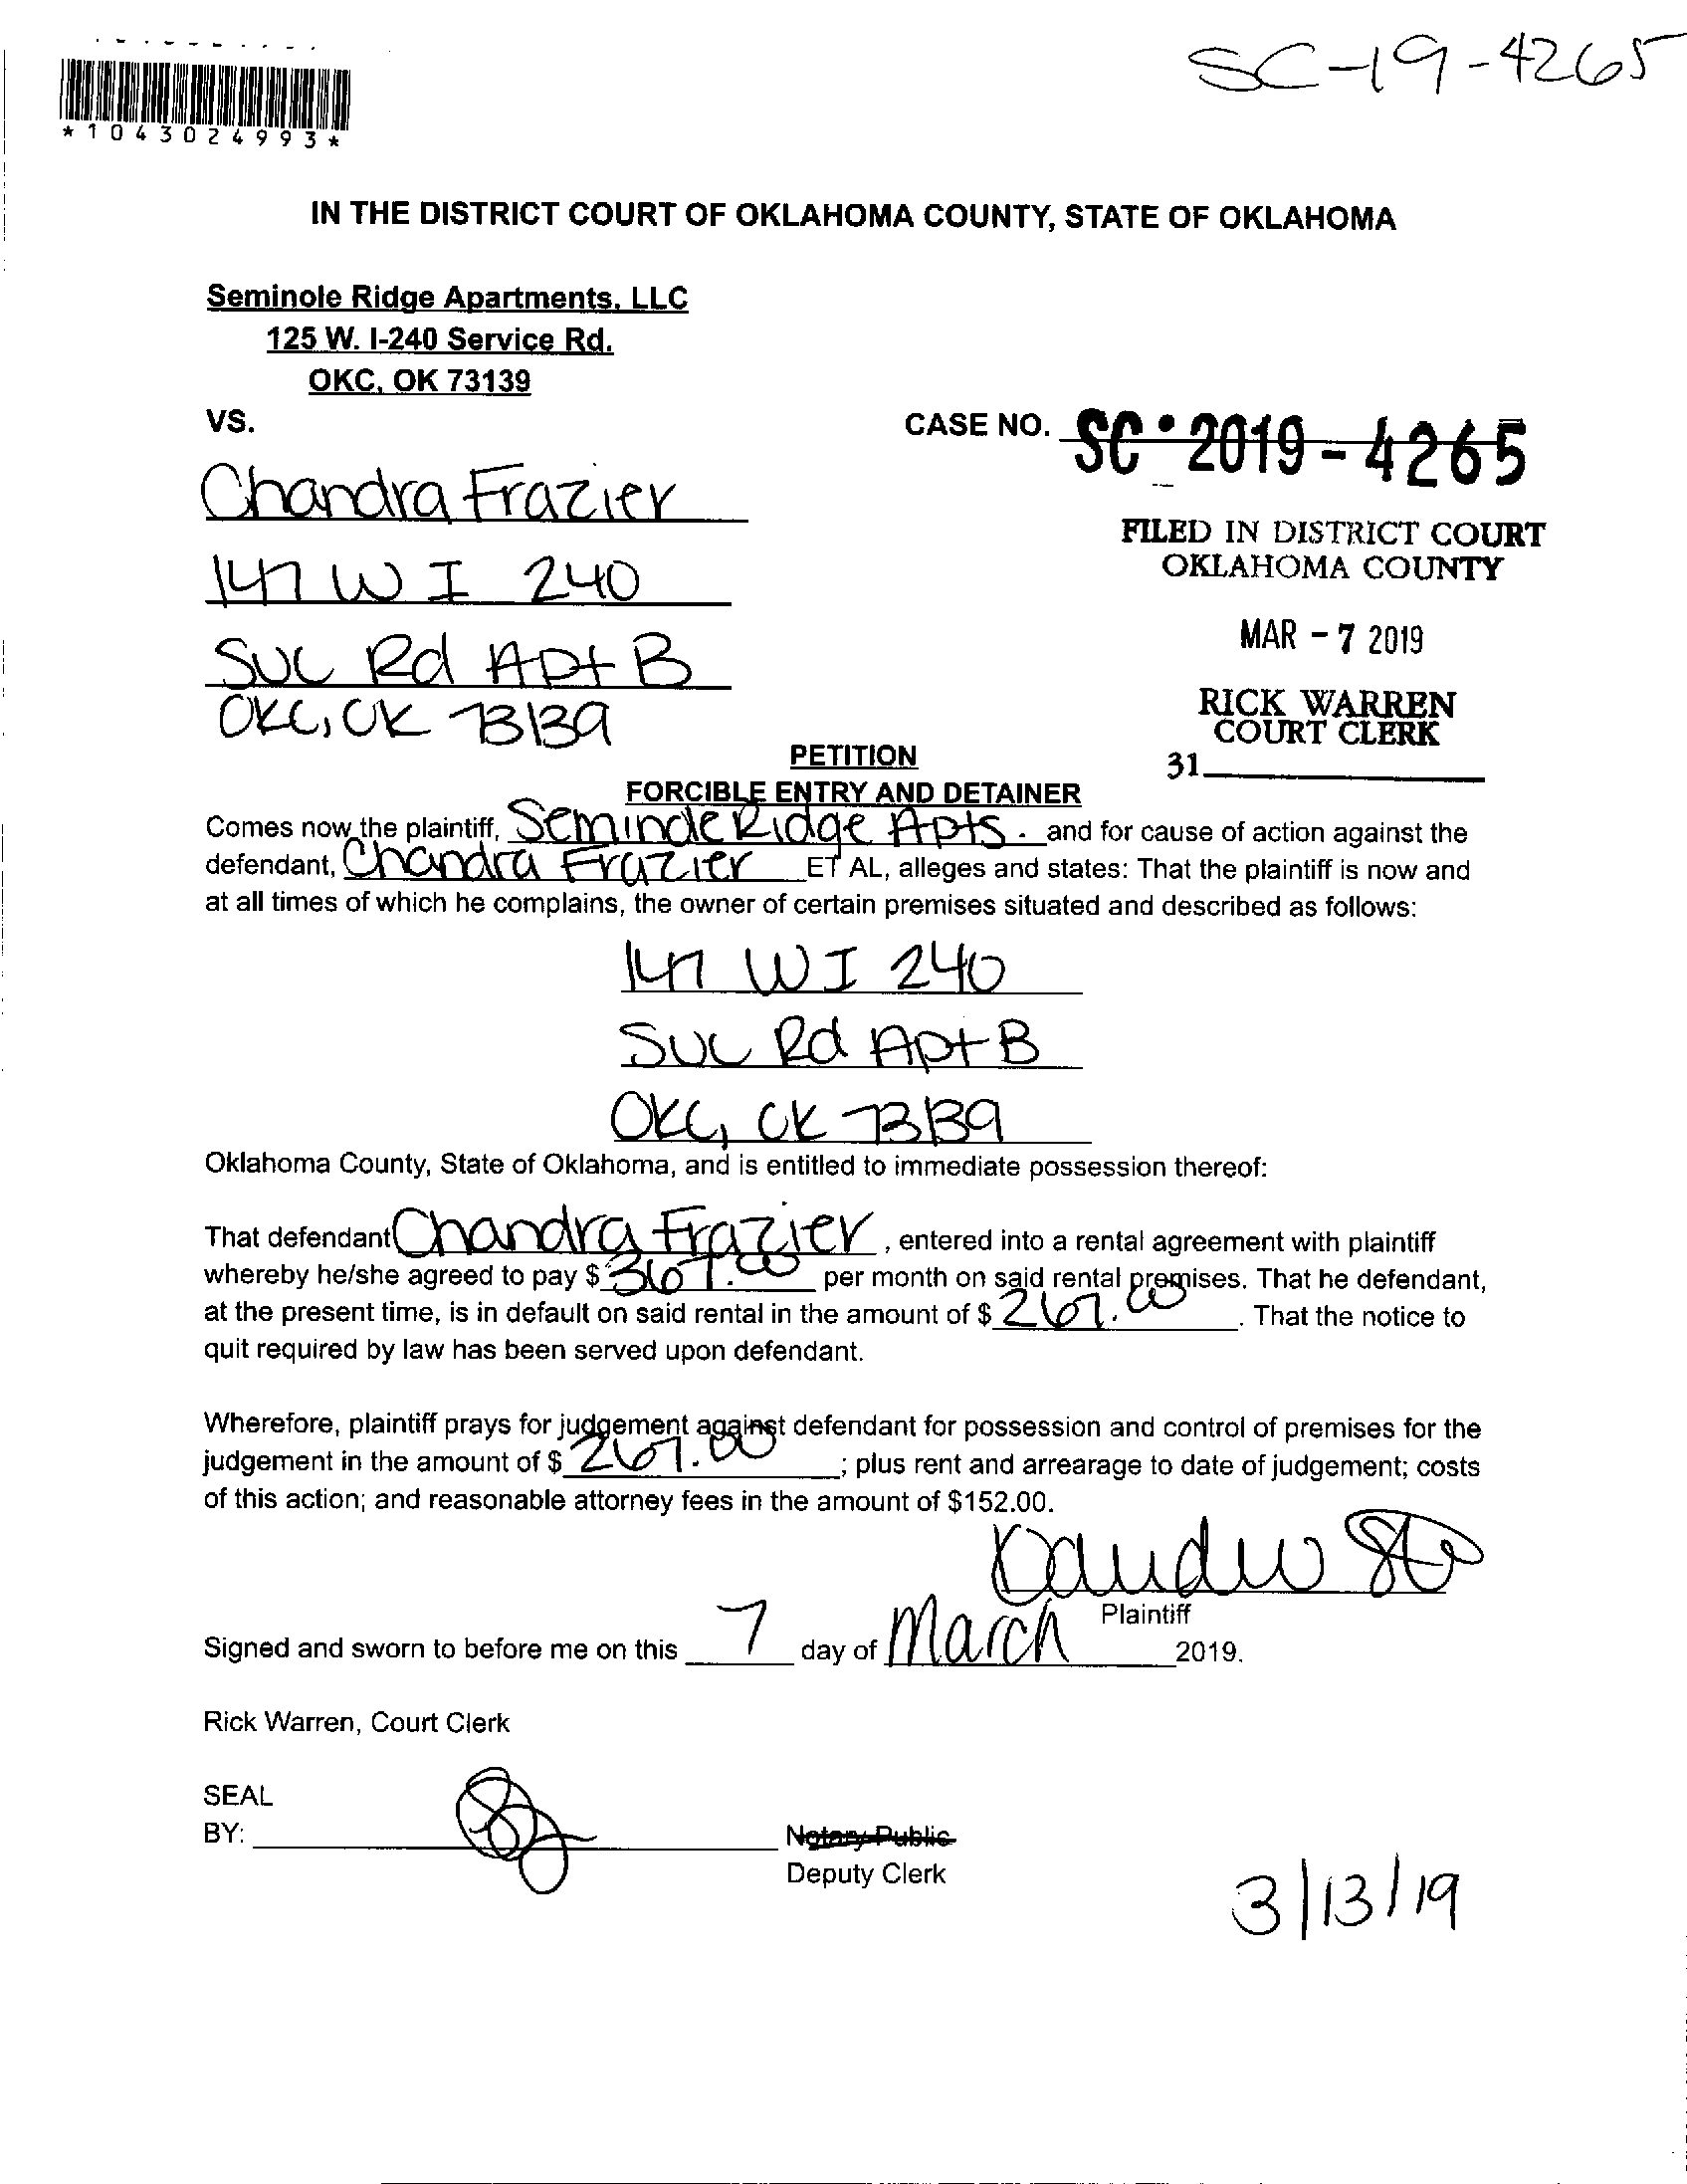 SC-19-4265
*1043024993*
IN THE DISTRICT COURT OF OKLAHOMA COUNTY, STATE OF OKLAHOMA
Seminole Ridge Apartments, LLC
125 W. I-240 Service Rd.
OKC, OK 73139
VS.
CASE NO. SC • 2019 - 4265
Chandra Frazier
147 W I 240
SVC Rd Apt B
OKC, OK 73139
FILED IN DISTRICT COURT
OKLAHOMA COUNTY
MAR - 7 2019
RICK WARREN
COURT CLERK
31
PETITION
FORCIBLE ENTRY AND DETAINER
Comes now the plaintiff, Seminole Ridge Apts. and for cause of action against the
defendant, Chandra Frazier ET AL, alleges and states: That the plaintiff is now and
at all times of which he complains, the owner of certain premises situated and described as follows:
147 W I 240
SVC Rd Apt B
OKC, OK 73139
Oklahoma County, State of Oklahoma, and is entitled to immediate possession thereof:
That defendant Chandra Frazier, entered into a rental agreement with plaintiff
whereby he/she agreed to pay $ 367.00 per month on said rental premises. That he defendant,
at the present time, is in default on said rental in the amount of $ 267.00. That the notice to
quit required by law has been served upon defendant.
Wherefore, plaintiff prays for judgement against defendant for possession and control of premises for the
judgement in the amount of $ 267.00; plus rent and arrearage to date of judgement; costs
of this action; and reasonable attorney fees in the amount of $152.00.
Plaintiff
Signed and sworn to before me on this 7 day of March 2019.
Rick Warren, Court Clerk
SEAL
BY:
Notary Public
Deputy Clerk
3/13/19